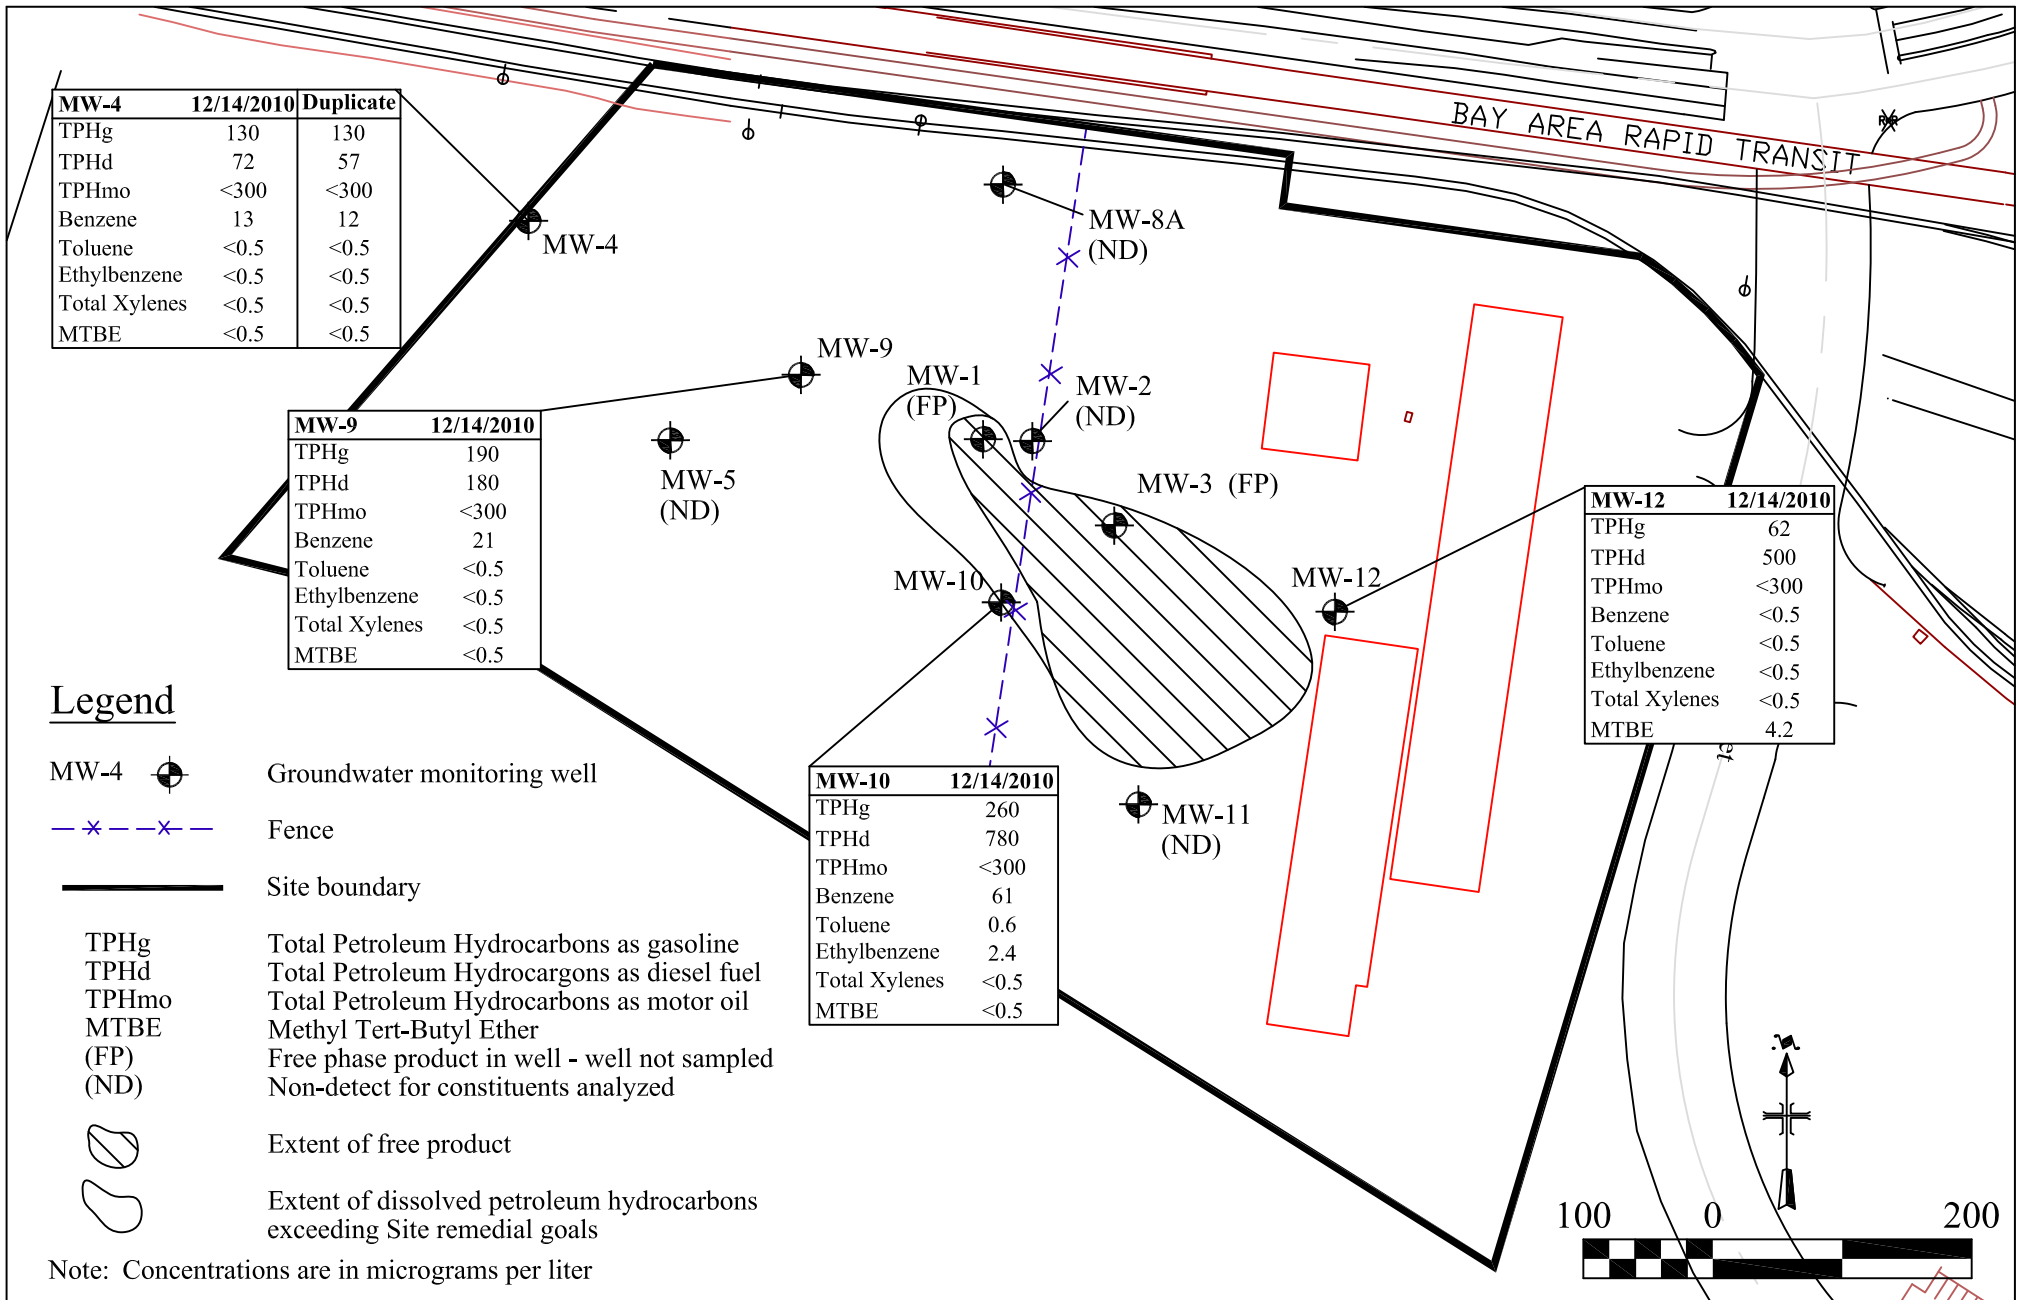 BAY AREA RAPID TRANSIT
MW-4 12/14/2010 Duplicate
TPHg 130 130
TPHd 72 57
TPHmo <300 <300
Benzene 13 12
Toluene <0.5 <0.5
Ethylbenzene <0.5 <0.5
Total Xylenes <0.5 <0.5
MTBE <0.5 <0.5
MW-4
MW-8A
(ND)
MW-9
MW-1
(FP)
MW-2
(ND)
MW-5
(ND)
MW-3 (FP)
MW-10
MW-12
MW-11
(ND)
MW-9 12/14/2010
TPHg 190
TPHd 180
TPHmo <300
Benzene 21
Toluene <0.5
Ethylbenzene <0.5
Total Xylenes <0.5
MTBE <0.5
MW-12 12/14/2010
TPHg 62
TPHd 500
TPHmo <300
Benzene <0.5
Toluene <0.5
Ethylbenzene <0.5
Total Xylenes <0.5
MTBE 4.2
MW-10 12/14/2010
TPHg 260
TPHd 780
TPHmo <300
Benzene 61
Toluene 0.6
Ethylbenzene 2.4
Total Xylenes <0.5
MTBE <0.5
Legend
MW-4 Groundwater monitoring well
Fence
Site boundary
TPHg Total Petroleum Hydrocarbons as gasoline
TPHd Total Petroleum Hydrocargons as diesel fuel
TPHmo Total Petroleum Hydrocarbons as motor oil
MTBE Methyl Tert-Butyl Ether
(FP) Free phase product in well - well not sampled
(ND) Non-detect for constituents analyzed
Extent of free product
Extent of dissolved petroleum hydrocarbons
exceeding Site remedial goals
Note: Concentrations are in micrograms per liter
100 0 200